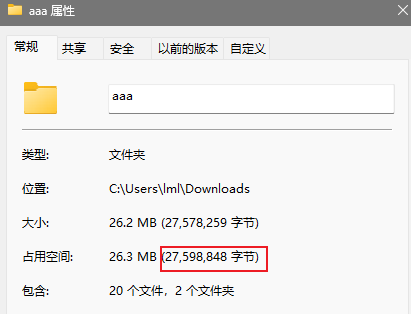 aaa 属性
常规 共享 安全 以前的版本 自定义
aaa
类型: 文件夹
位置: C:\Users\lml\Downloads
大小: 26.2 MB (27,578,259 字节)
占用空间: 26.3 MB (27,598,848 字节)
包含: 20 个文件，2 个文件夹